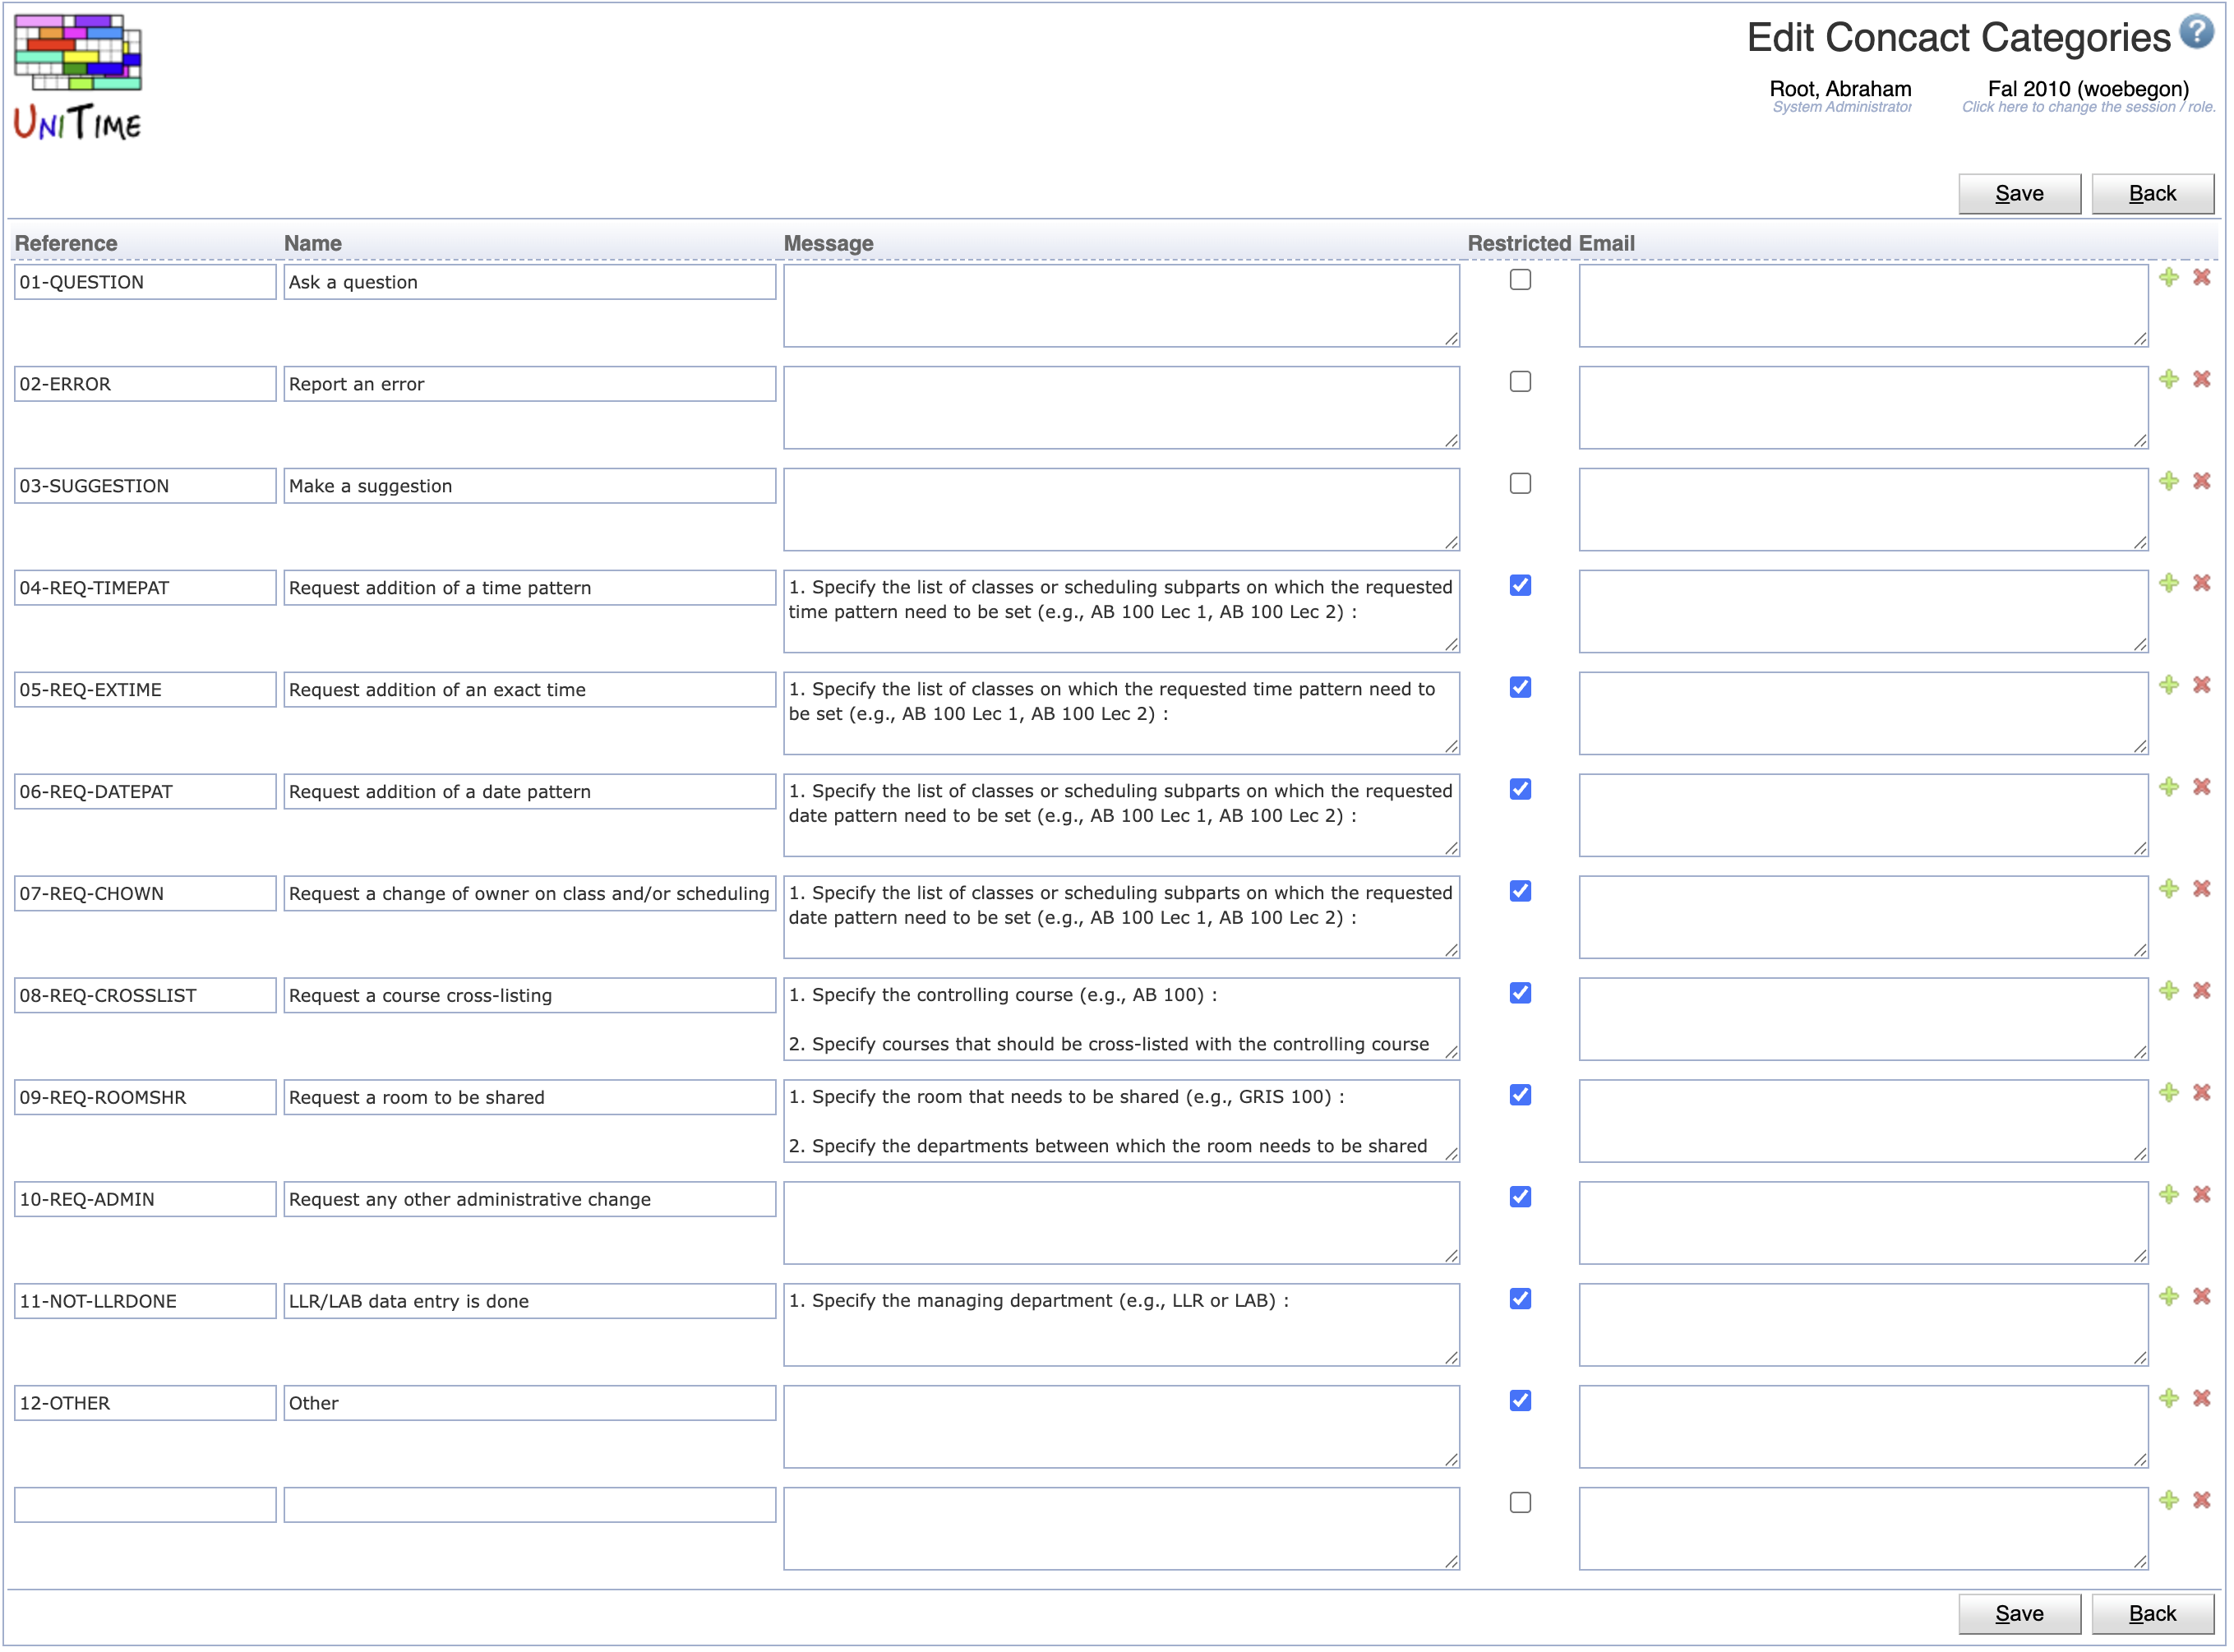 UniTime
Edit Concact Categories
?
Root, Abraham
System Administrator
Fal 2010 (woebegon)
Click here to change the session / role.
Save Back
Reference Name Message Restricted Email
01-QUESTION Ask a question
02-ERROR Report an error
03-SUGGESTION Make a suggestion
04-REQ-TIMEPAT Request addition of a time pattern 1. Specify the list of classes or scheduling subparts on which the requested
time pattern need to be set (e.g., AB 100 Lec 1, AB 100 Lec 2) :
05-REQ-EXTIME Request addition of an exact time 1. Specify the list of classes on which the requested time pattern need to
be set (e.g., AB 100 Lec 1, AB 100 Lec 2) :
06-REQ-DATEPAT Request addition of a date pattern 1. Specify the list of classes or scheduling subparts on which the requested
date pattern need to be set (e.g., AB 100 Lec 1, AB 100 Lec 2) :
07-REQ-CHOWN Request a change of owner on class and/or scheduling 1. Specify the list of classes or scheduling subparts on which the requested
date pattern need to be set (e.g., AB 100 Lec 1, AB 100 Lec 2) :
08-REQ-CROSSLIST Request a course cross-listing 1. Specify the controlling course (e.g., AB 100) :
2. Specify courses that should be cross-listed with the controlling course
09-REQ-ROOMSHR Request a room to be shared 1. Specify the room that needs to be shared (e.g., GRIS 100) :
2. Specify the departments between which the room needs to be shared
10-REQ-ADMIN Request any other administrative change
11-NOT-LLRDONE LLR/LAB data entry is done 1. Specify the managing department (e.g., LLR or LAB) :
12-OTHER Other
Save Back